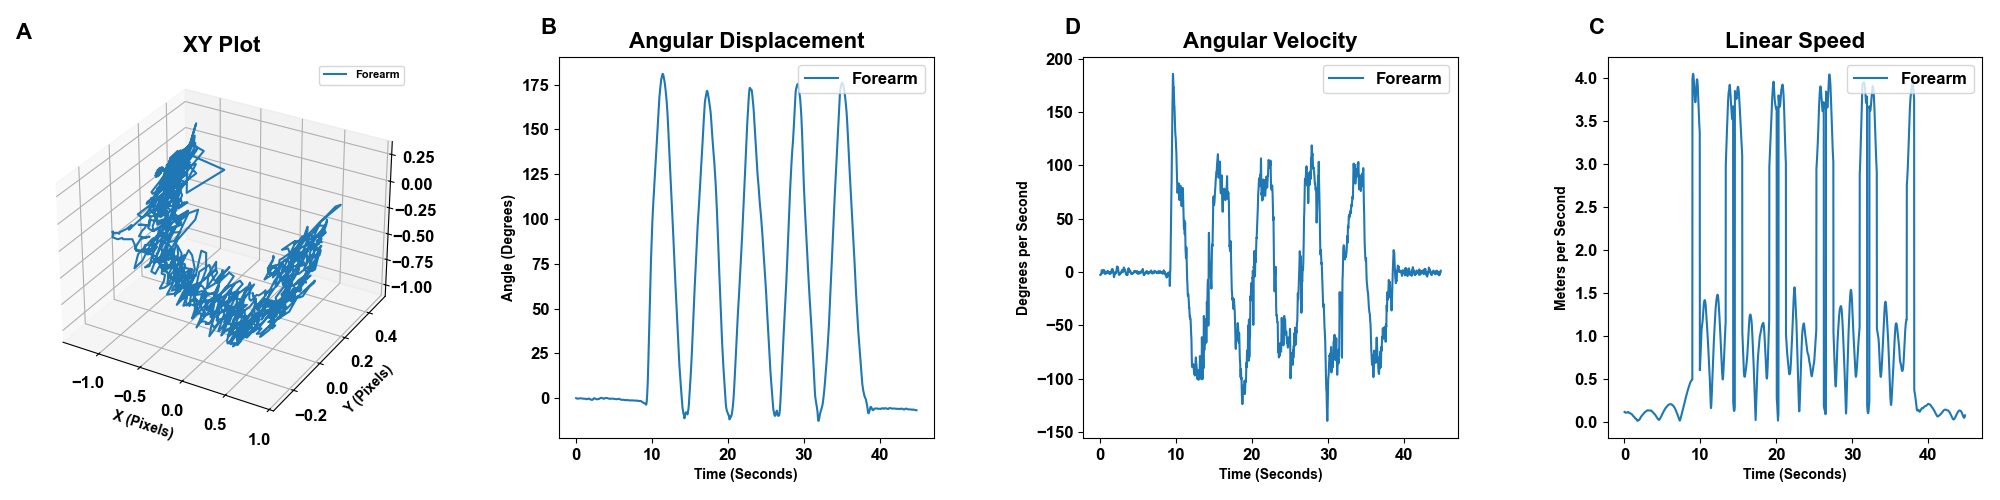 A
XY Plot
Forearm
0.25
0.00
−0.25
−0.50
−0.75
−1.00
−1.0
−0.5
0.0
0.5
1.0
X (Pixels)
−0.2
0.0
0.2
0.4
Y (Pixels)
B
Angular Displacement
Forearm
175
150
125
100
75
50
25
0
Angle (Degrees)
0 10 20 30 40
Time (Seconds)
D
Angular Velocity
Forearm
200
150
100
50
0
−50
−100
−150
Degrees per Second
0 10 20 30 40
Time (Seconds)
C
Linear Speed
Forearm
4.0
3.5
3.0
2.5
2.0
1.5
1.0
0.5
0.0
Meters per Second
0 10 20 30 40
Time (Seconds)